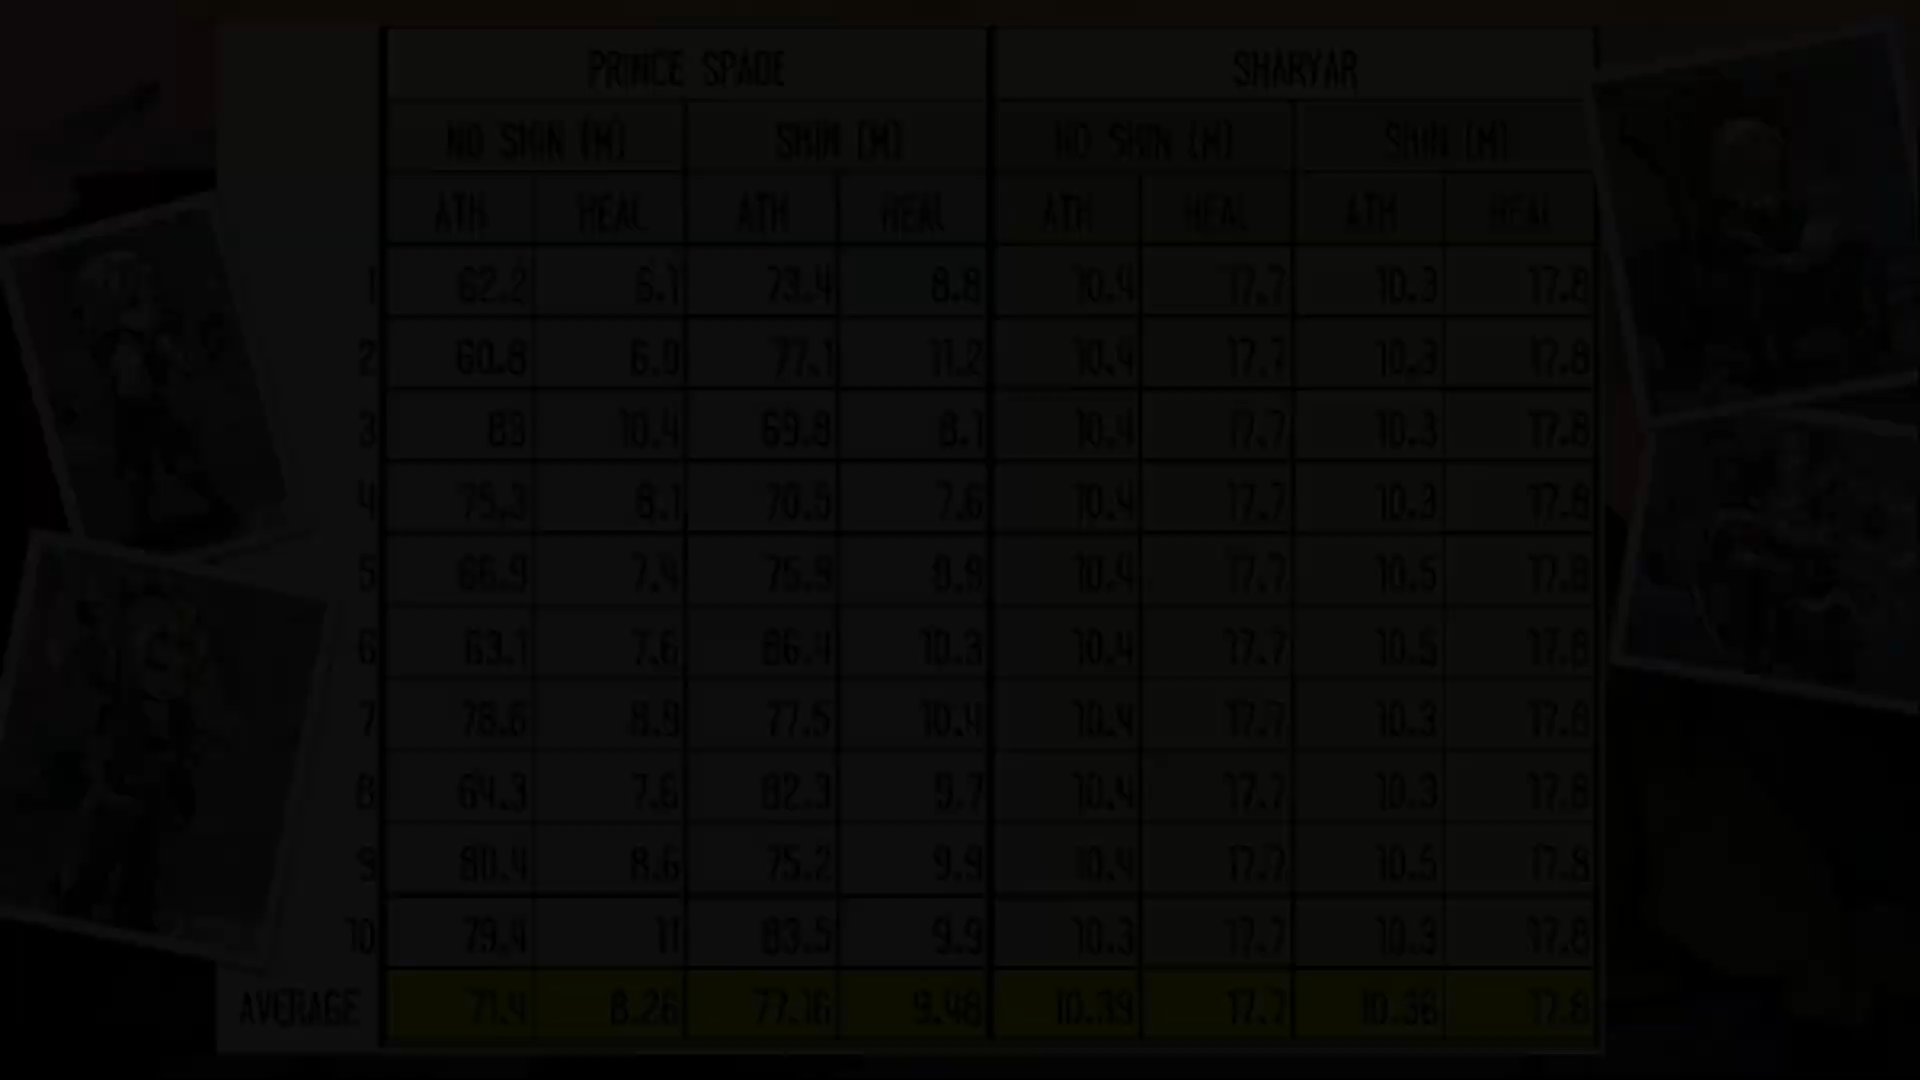 PRINCE SPADE SHARYAR
NO SKIN (M) SKIN (M) NO SKIN (M) SKIN (M)
ATK HEAL ATK HEAL ATK HEAL ATK HEAL
1 62.2 6.1 73.4 8.8 10.4 17.7 10.3 17.8
2 60.8 6.9 77.1 11.2 10.4 17.7 10.3 17.8
3 83 10.4 69.8 8.1 10.4 17.7 10.3 17.8
4 75.3 8.1 70.5 7.6 10.4 17.7 10.3 17.8
5 66.9 7.4 75.9 8.9 10.4 17.7 10.5 17.8
6 63.1 7.6 86.4 10.3 10.4 17.7 10.5 17.8
7 78.6 8.9 77.5 10.4 10.4 17.7 10.3 17.8
8 64.3 7.6 82.3 9.7 10.4 17.7 10.3 17.8
9 80.4 8.6 75.2 9.9 10.4 17.7 10.5 17.8
10 79.4 11 83.5 9.9 10.3 17.7 10.3 17.8
AVERAGE 71.4 8.26 77.16 9.48 10.39 17.7 10.36 17.8